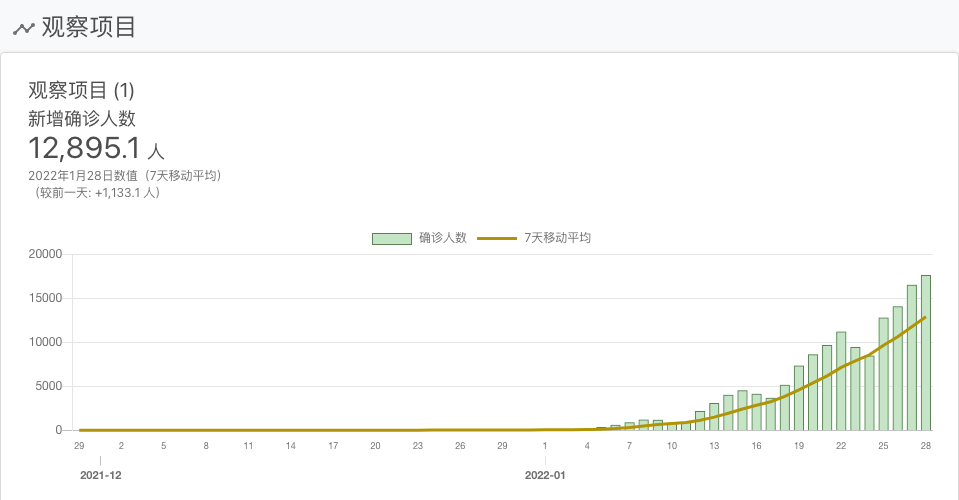 观察项目
观察项目 (1)
新增确诊人数
12,895.1 人
2022年1月28日数值（7天移动平均）
（较前一天: +1,133.1 人）
确诊人数 7天移动平均
20000
15000
10000
5000
0
29 2 5 8 11 14 17 20 23 26 29 1 4 7 10 13 16 19 22 25 28
2021-12 2022-01